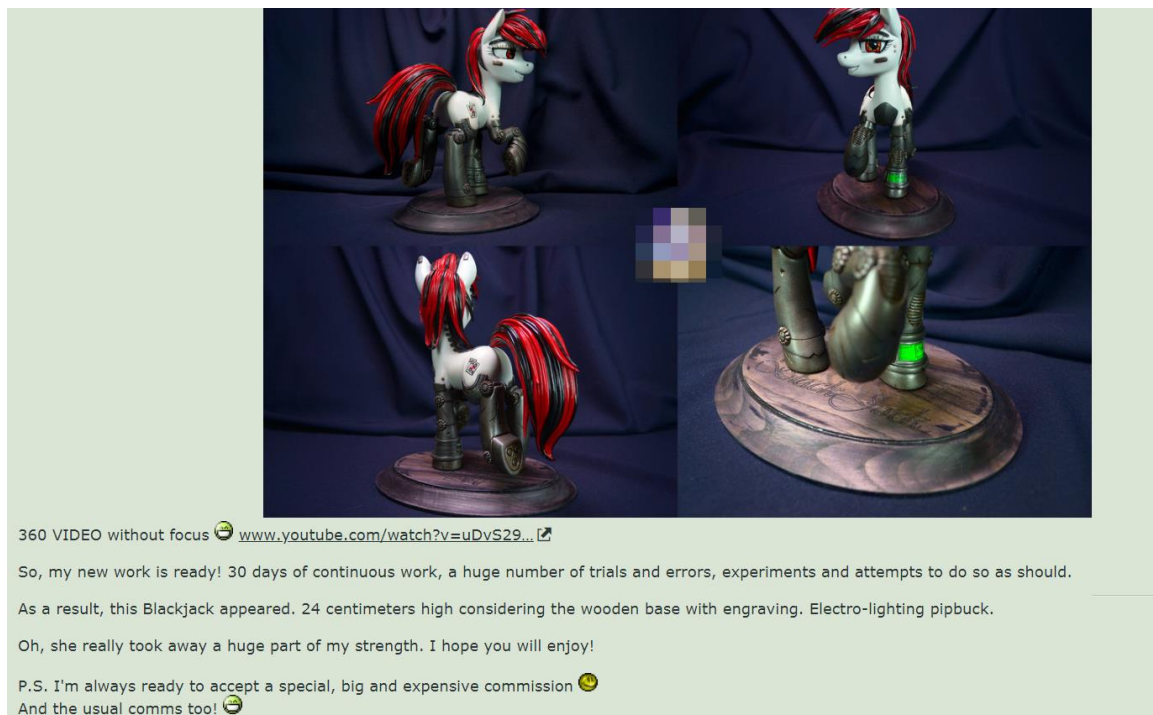 360 VIDEO without focus www.youtube.com/watch?v=uDvS29...
So, my new work is ready! 30 days of continuous work, a huge number of trials and errors, experiments and attempts to do so as should.
As a result, this Blackjack appeared. 24 centimeters high considering the wooden base with engraving. Electro-lighting pipbuck.
Oh, she really took away a huge part of my strength. I hope you will enjoy!
P.S. I'm always ready to accept a special, big and expensive commission
And the usual comms too!